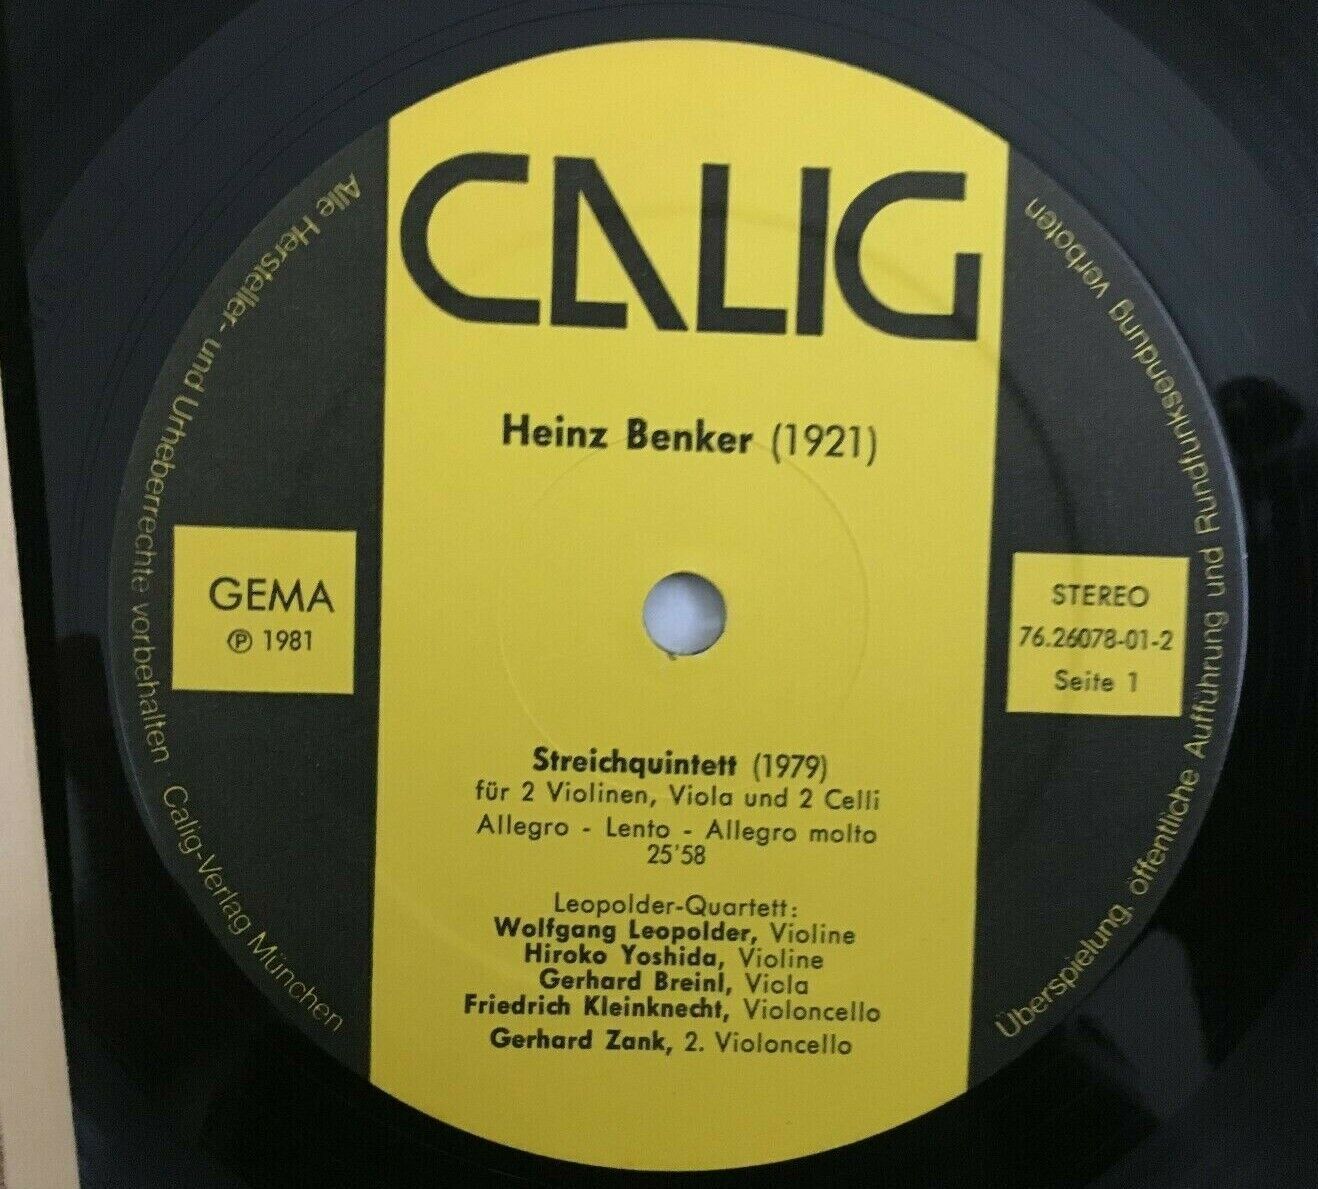 CALIG
Heinz Benker (1921)
GEMA
℗ 1981
STEREO
76.26078-01-2
Seite 1
Streichquintett (1979)
für 2 Violinen, Viola und 2 Celli
Allegro - Lento - Allegro molto
25'58
Leopolder-Quartett:
Wolfgang Leopolder, Violine
Hiroko Yoshida, Violine
Gerhard Breinl, Viola
Friedrich Kleinknecht, Violoncello
Gerhard Zank, 2. Violoncello
Alle Hersteller- und Urheberrechte vorbehalten · Calig-Verlag München
Überspielung, öffentliche Aufführung und Rundfunksendung verboten